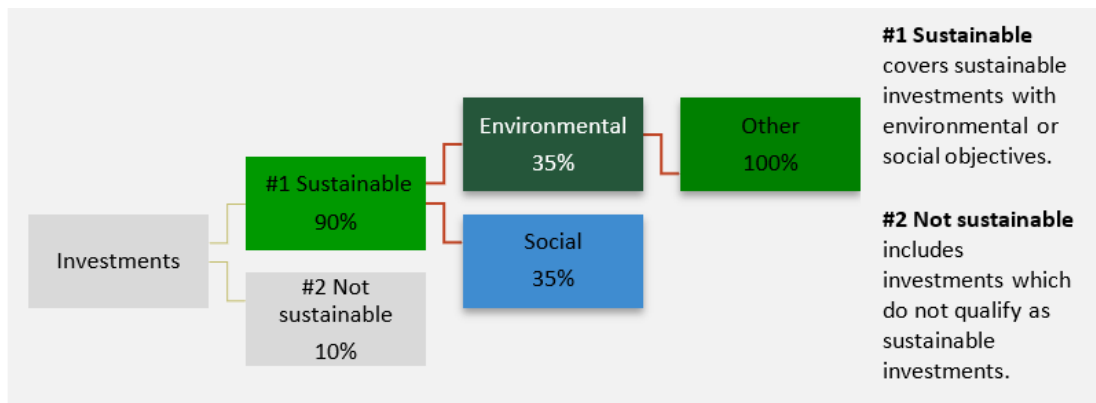 Investments
#1 Sustainable
90%
#2 Not
sustainable
10%
Environmental
35%
Social
35%
Other
100%
#1 Sustainable
covers sustainable
investments with
environmental or
social objectives.
#2 Not sustainable
includes
investments which
do not qualify as
sustainable
investments.